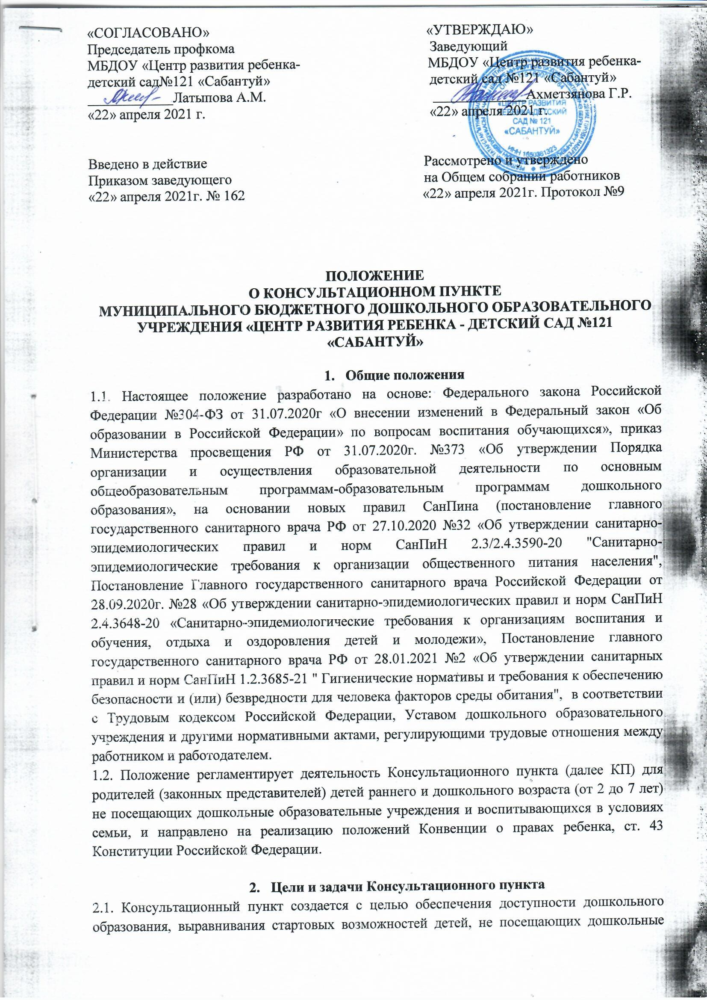 «СОГЛАСОВАНО»
Председатель профкома
МБДОУ «Центр развития ребенка-
детский сад№121 «Сабантуй»
____________Латыпова А.М.
«22» апреля 2021 г.
«УТВЕРЖДАЮ»
Заведующий
МБДОУ «Центр развития ребенка-
детский сад №121 «Сабантуй»
_____________Ахметзянова Г.Р.
«22» апреля 2021 г.
«ЦЕНТР РАЗВИТИЯ
РЕБЕНКА-ДЕТСКИЙ
САД № 121
«САБАНТУЙ»
ИНН 1650381323
Введено в действие
Приказом заведующего
«22» апреля 2021г. № 162
Рассмотрено и утверждено
на Общем собрании работников
«22» апреля 2021г. Протокол №9
ПОЛОЖЕНИЕ
О КОНСУЛЬТАЦИОННОМ ПУНКТЕ
МУНИЦИПАЛЬНОГО БЮДЖЕТНОГО ДОШКОЛЬНОГО ОБРАЗОВАТЕЛЬНОГО
УЧРЕЖДЕНИЯ «ЦЕНТР РАЗВИТИЯ РЕБЕНКА - ДЕТСКИЙ САД №121
«САБАНТУЙ»
1. Общие положения
1.1. Настоящее положение разработано на основе: Федерального закона Российской
Федерации №304-ФЗ от 31.07.2020г «О внесении изменений в Федеральный закон «Об
образовании в Российской Федерации» по вопросам воспитания обучающихся», приказ
Министерства просвещения РФ от 31.07.2020г. №373 «Об утверждении Порядка
организации и осуществления образовательной деятельности по основным
общеобразовательным программам-образовательным программам дошкольного
образования», на основании новых правил СанПина (постановление главного
государственного санитарного врача РФ от 27.10.2020 №32 «Об утверждении санитарно-
эпидемиологических правил и норм СанПиН 2.3/2.4.3590-20 "Санитарно-
эпидемиологические требования к организации общественного питания населения",
Постановление Главного государственного санитарного врача Российской Федерации от
28.09.2020г. №28 «Об утверждении санитарно-эпидемиологических правил и норм СанПиН
2.4.3648-20 «Санитарно-эпидемиологические требования к организациям воспитания и
обучения, отдыха и оздоровления детей и молодежи», Постановление главного
государственного санитарного врача РФ от 28.01.2021 №2 «Об утверждении санитарных
правил и норм СанПиН 1.2.3685-21 " Гигиенические нормативы и требования к обеспечению
безопасности и (или) безвредности для человека факторов среды обитания", в соответствии
с Трудовым кодексом Российской Федерации, Уставом дошкольного образовательного
учреждения и другими нормативными актами, регулирующими трудовые отношения между
работником и работодателем.
1.2. Положение регламентирует деятельность Консультационного пункта (далее КП) для
родителей (законных представителей) детей раннего и дошкольного возраста (от 2 до 7 лет)
не посещающих дошкольные образовательные учреждения и воспитывающихся в условиях
семьи, и направлено на реализацию положений Конвенции о правах ребенка, ст. 43
Конституции Российской Федерации.
2. Цели и задачи Консультационного пункта
2.1. Консультационный пункт создается с целью обеспечения доступности дошкольного
образования, выравнивания стартовых возможностей детей, не посещающих дошкольные